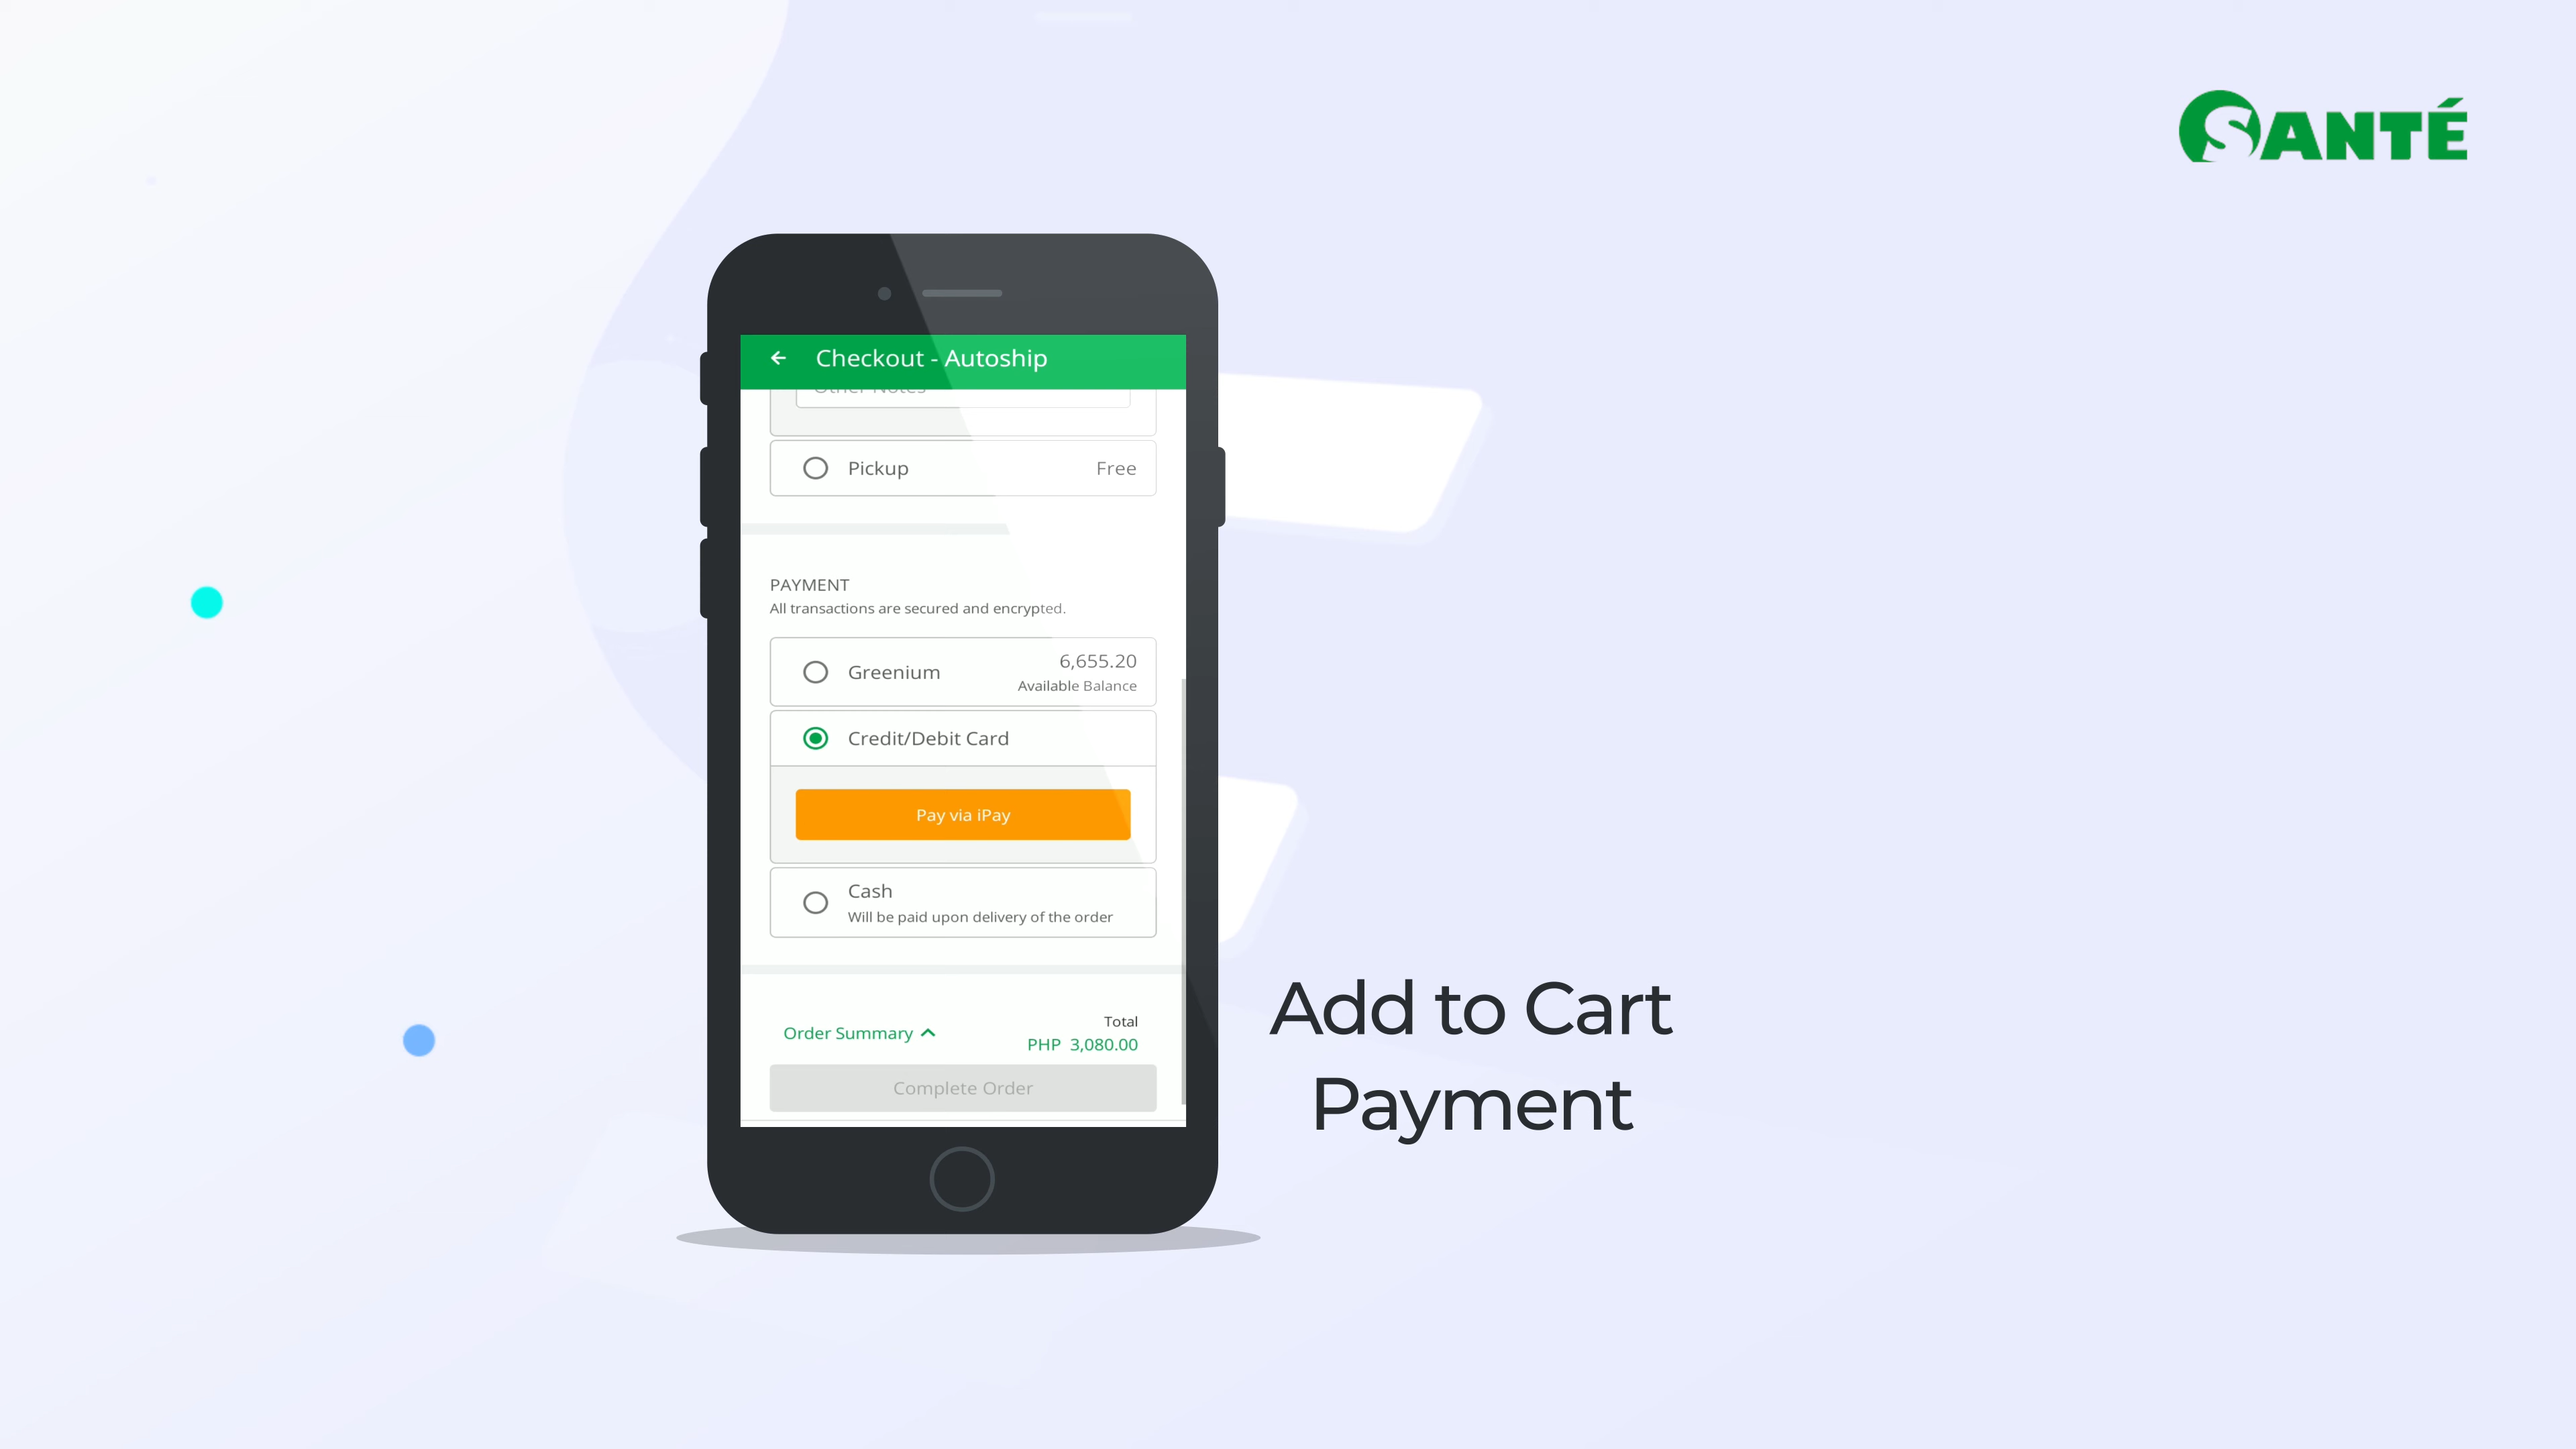 SANTÉ
Checkout - Autoship
Other Notes
Pickup
Free
PAYMENT
All transactions are secured and encrypted.
Greenium
6,655.20
Available Balance
Credit/Debit Card
Pay via iPay
Cash
Will be paid upon delivery of the order
Order Summary
Total
PHP 3,080.00
Complete Order
Add to Cart
Payment